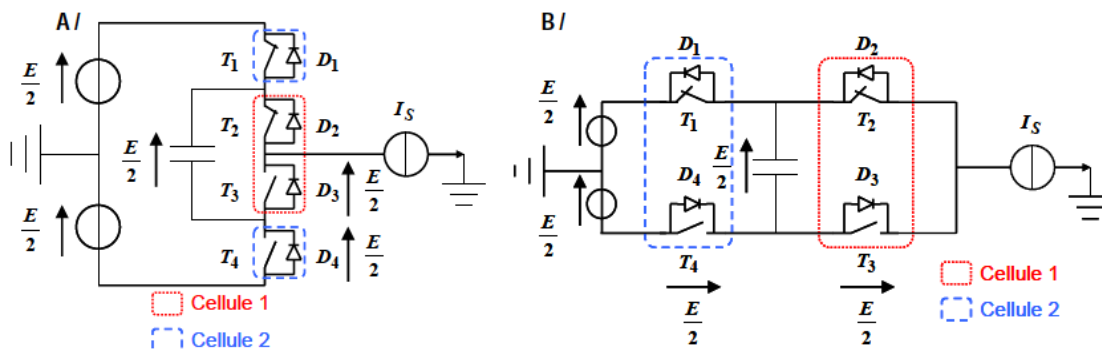 A/
E/2
T1 D1
E/2
T2 D2
IS
E/2
T3 D3
E/2
E/2
T4 D4
E/2
Cellule 1
Cellule 2
B/
D1
D2
E/2
T1
T2
IS
E/2
D4
D3
E/2
T4
T3
E/2
E/2
Cellule 1
Cellule 2